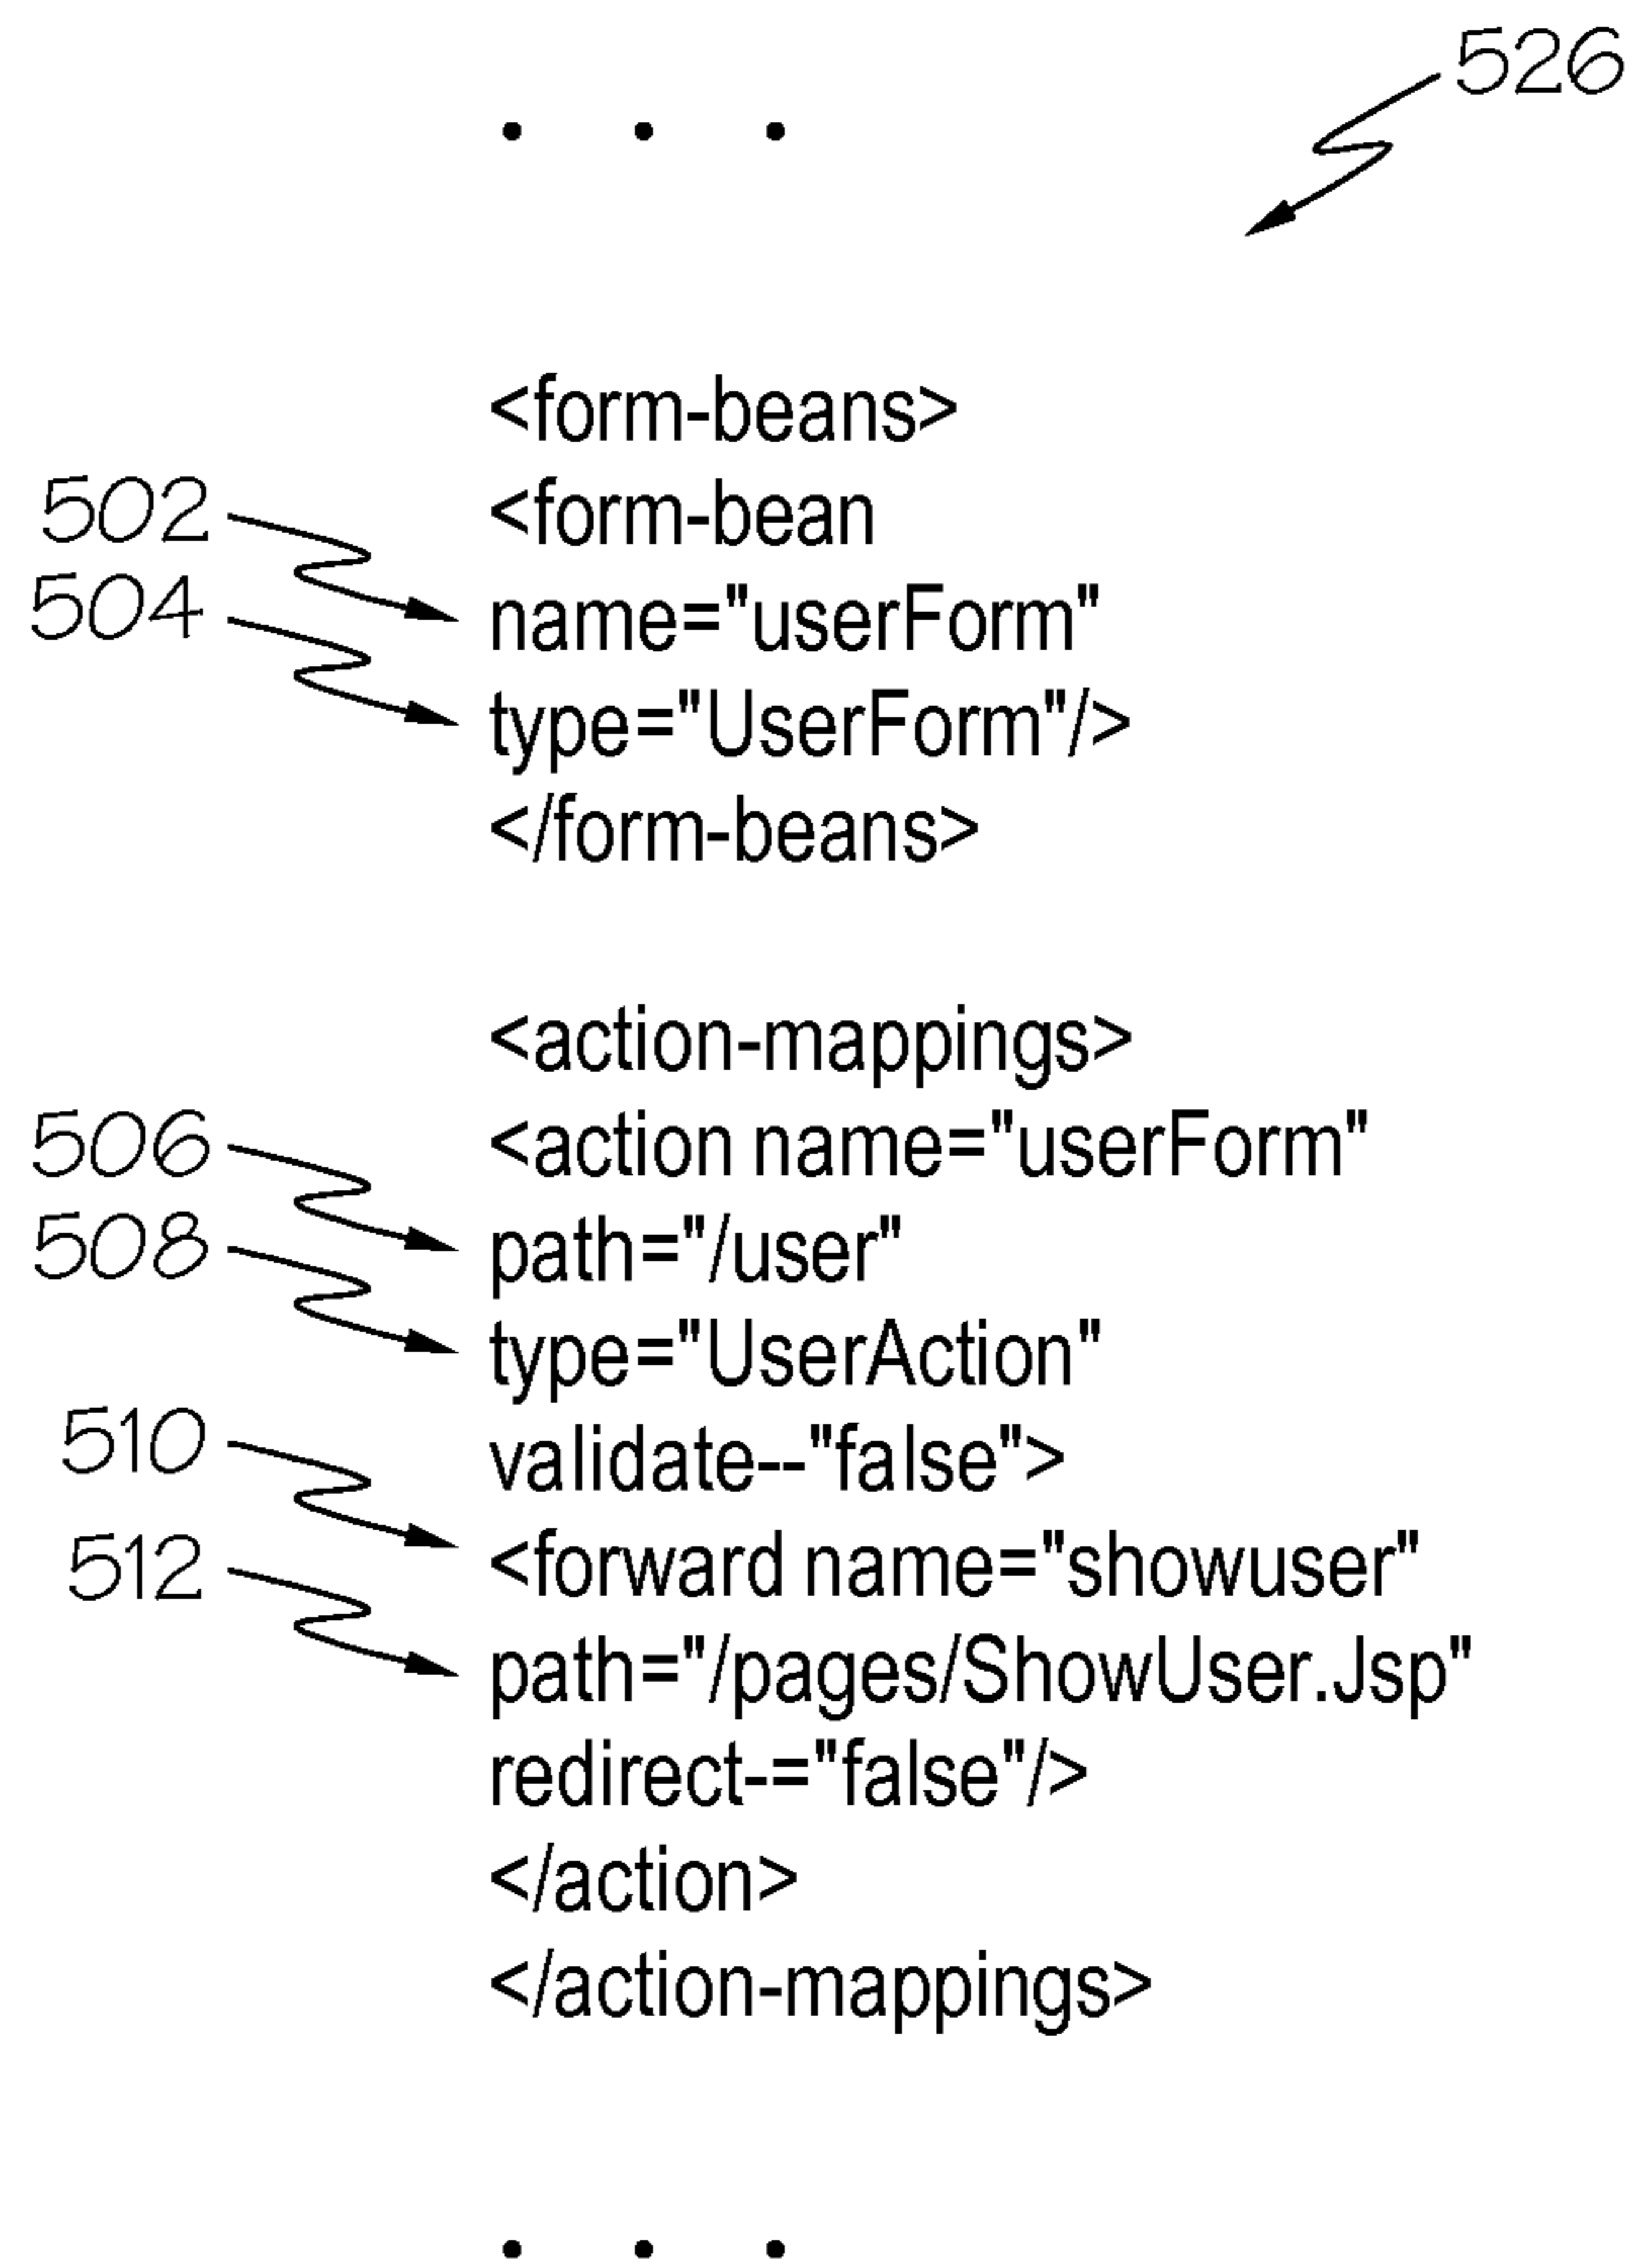 526
. . .
<form-beans>
502 <form-bean
504 name="userForm"
type="UserForm"/>
</form-beans>
<action-mappings>
506 <action name="userForm"
508 path="/user"
type="UserAction"
510 validate--"false">
512 <forward name="showuser"
path="/pages/ShowUser.Jsp"
redirect-="false"/>
</action>
</action-mappings>
. . .